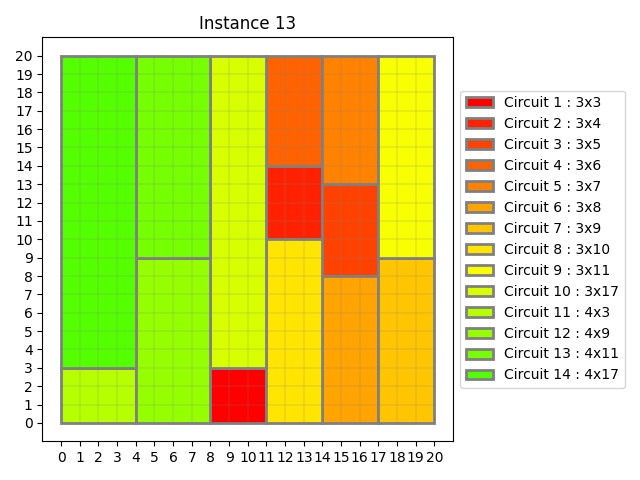 Instance 13
20
19
18
17
16
15
14
13
12
11
10
9
8
7
6
5
4
3
2
1
0
0 1 2 3 4 5 6 7 8 9 10 11 12 13 14 15 16 17 18 19 20
Circuit 1 : 3x3
Circuit 2 : 3x4
Circuit 3 : 3x5
Circuit 4 : 3x6
Circuit 5 : 3x7
Circuit 6 : 3x8
Circuit 7 : 3x9
Circuit 8 : 3x10
Circuit 9 : 3x11
Circuit 10 : 3x17
Circuit 11 : 4x3
Circuit 12 : 4x9
Circuit 13 : 4x11
Circuit 14 : 4x17